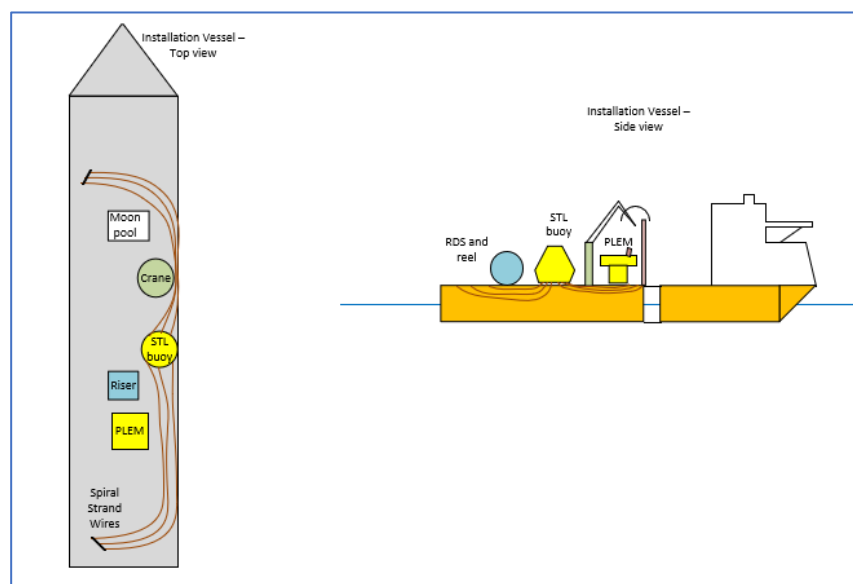 Installation Vessel –
Top view
Moon
pool
Crane
STL
buoy
Riser
PLEM
Spiral
Strand
Wires
Installation Vessel –
Side view
RDS and
reel
STL
buoy
PLEM